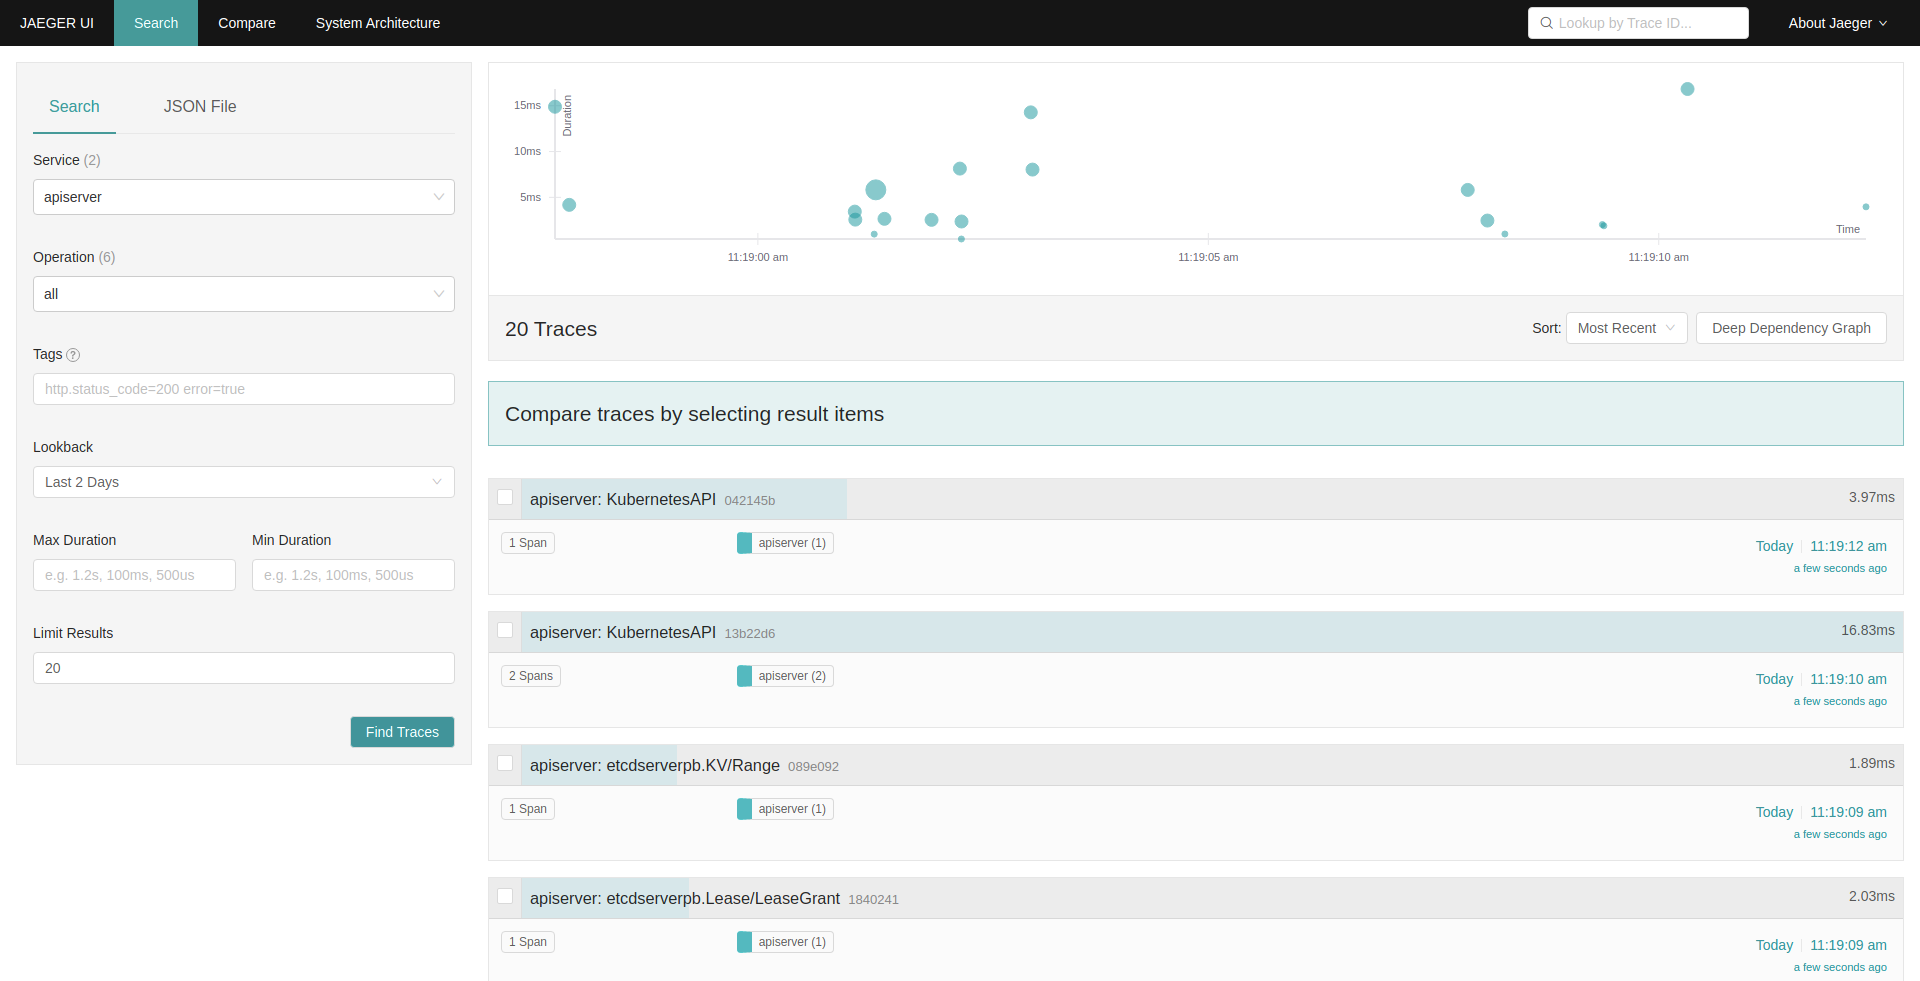 JAEGER UI Search Compare System Architecture Lookup by Trace ID... About Jaeger
Search JSON File
Service (2)
apiserver
Operation (6)
all
Tags ?
http.status_code=200 error=true
Lookback
Last 2 Days
Max Duration Min Duration
e.g. 1.2s, 100ms, 500us e.g. 1.2s, 100ms, 500us
Limit Results
20
Find Traces
Duration
15ms
10ms
5ms
Time
11:19:00 am 11:19:05 am 11:19:10 am
20 Traces Sort: Most Recent Deep Dependency Graph
Compare traces by selecting result items
apiserver: KubernetesAPI 042145b 3.97ms
1 Span apiserver (1) Today 11:19:12 am
a few seconds ago
apiserver: KubernetesAPI 13b22d6 16.83ms
2 Spans apiserver (2) Today 11:19:10 am
a few seconds ago
apiserver: etcdserverpb.KV/Range 089e092 1.89ms
1 Span apiserver (1) Today 11:19:09 am
a few seconds ago
apiserver: etcdserverpb.Lease/LeaseGrant 1840241 2.03ms
1 Span apiserver (1) Today 11:19:09 am
a few seconds ago